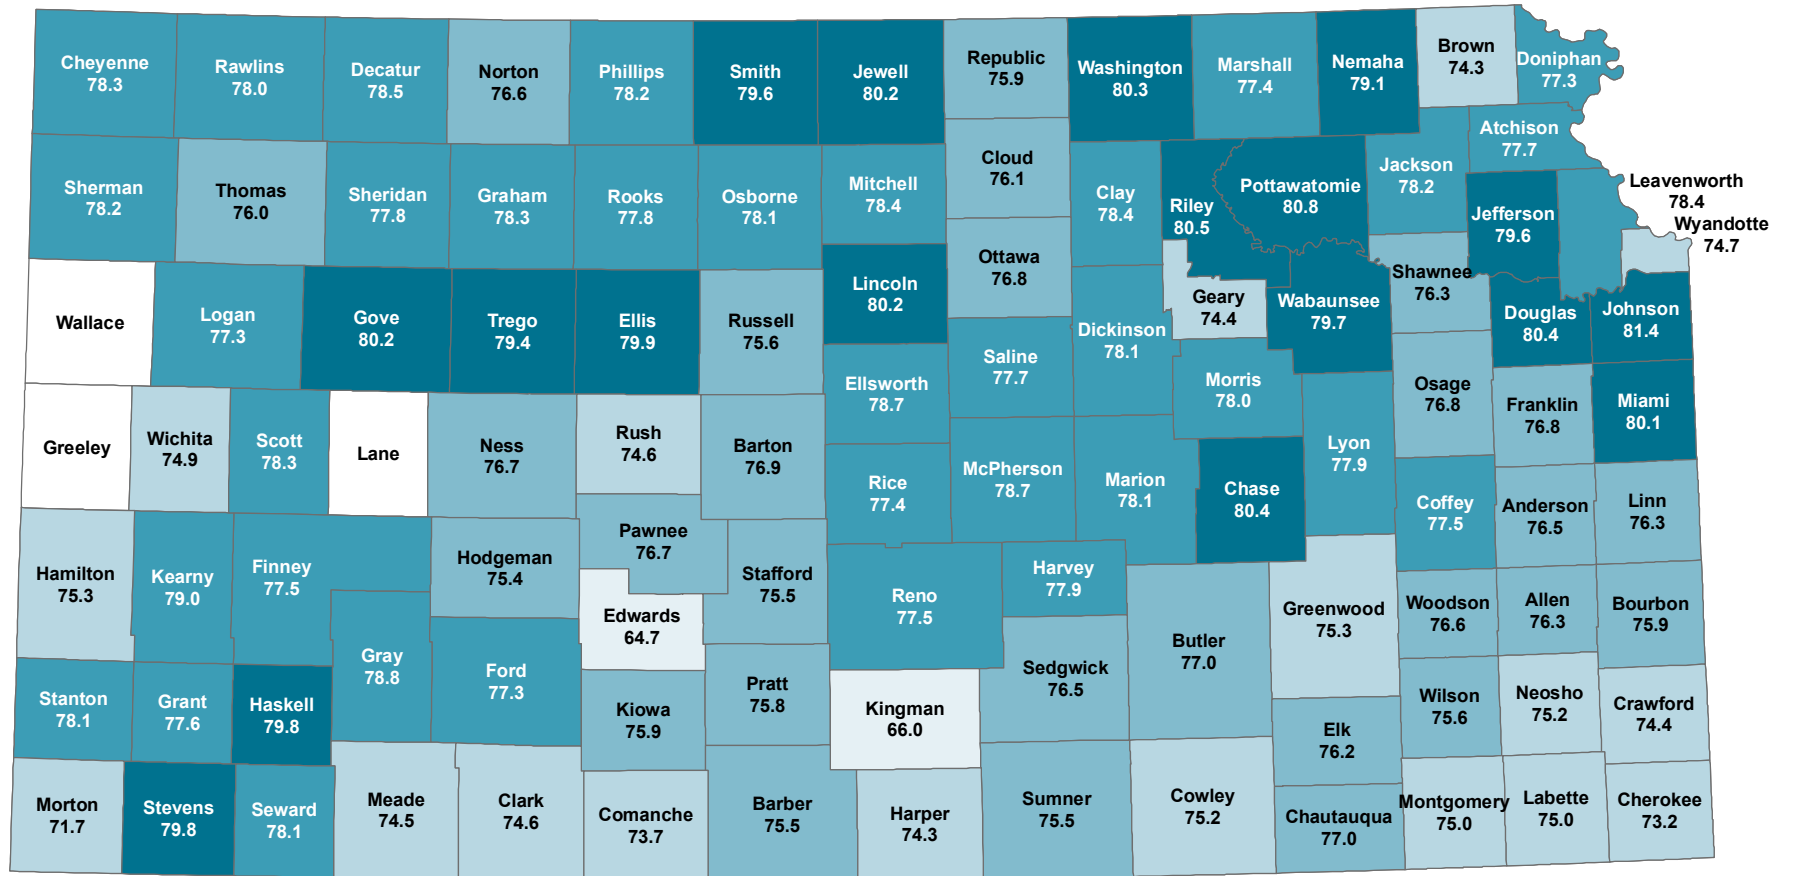 Cheyenne
78.3
Rawlins
78.0
Decatur
78.5
Norton
76.6
Phillips
78.2
Smith
79.6
Jewell
80.2
Republic
75.9
Washington
80.3
Marshall
77.4
Nemaha
79.1
Brown
74.3
Doniphan
77.3
Sherman
78.2
Thomas
76.0
Sheridan
77.8
Graham
78.3
Rooks
77.8
Osborne
78.1
Mitchell
78.4
Cloud
76.1
Clay
78.4
Riley
80.5
Pottawatomie
80.8
Jackson
78.2
Atchison
77.7
Jefferson
79.6
Leavenworth
78.4
Wyandotte
74.7
Wallace
Logan
77.3
Gove
80.2
Trego
79.4
Ellis
79.9
Russell
75.6
Lincoln
80.2
Ottawa
76.8
Dickinson
78.1
Geary
74.4
Wabaunsee
79.7
Shawnee
76.3
Douglas
80.4
Johnson
81.4
Greeley
Wichita
74.9
Scott
78.3
Lane
Ness
76.7
Rush
74.6
Barton
76.9
Ellsworth
78.7
Saline
77.7
Morris
78.0
Osage
76.8
Franklin
76.8
Miami
80.1
Rice
77.4
McPherson
78.7
Marion
78.1
Chase
80.4
Lyon
77.9
Coffey
77.5
Anderson
76.5
Linn
76.3
Hamilton
75.3
Kearny
79.0
Finney
77.5
Hodgeman
75.4
Pawnee
76.7
Stafford
75.5
Edwards
64.7
Reno
77.5
Harvey
77.9
Butler
77.0
Greenwood
75.3
Woodson
76.6
Allen
76.3
Bourbon
75.9
Stanton
78.1
Grant
77.6
Haskell
79.8
Gray
78.8
Ford
77.3
Kiowa
75.9
Pratt
75.8
Kingman
66.0
Sedgwick
76.5
Elk
76.2
Wilson
75.6
Neosho
75.2
Crawford
74.4
Morton
71.7
Stevens
79.8
Seward
78.1
Meade
74.5
Clark
74.6
Comanche
73.7
Barber
75.5
Harper
74.3
Sumner
75.5
Cowley
75.2
Chautauqua
77.0
Montgomery
75.0
Labette
75.0
Cherokee
73.2